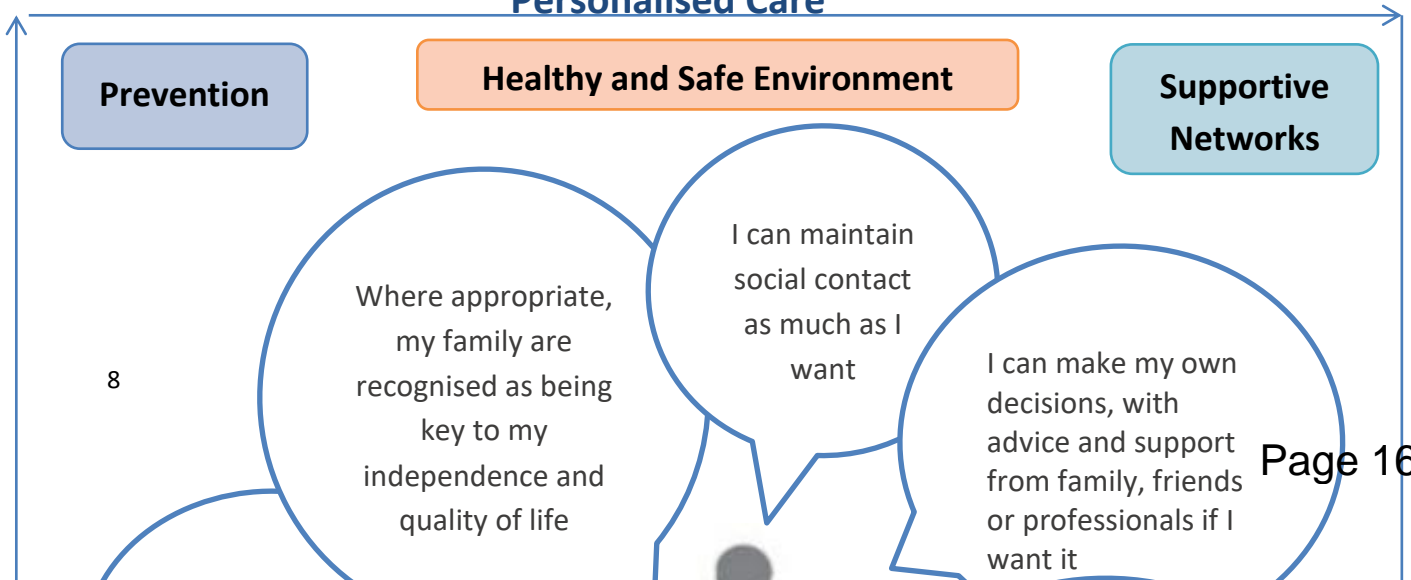 Personalised Care
Prevention
Healthy and Safe Environment
Supportive
Networks
I can maintain
social contact
as much as I
want
Where appropriate,
my family are
recognised as being
key to my
independence and
quality of life
I can make my own
decisions, with
advice and support
from family, friends
or professionals if I
want it
8
Page 16